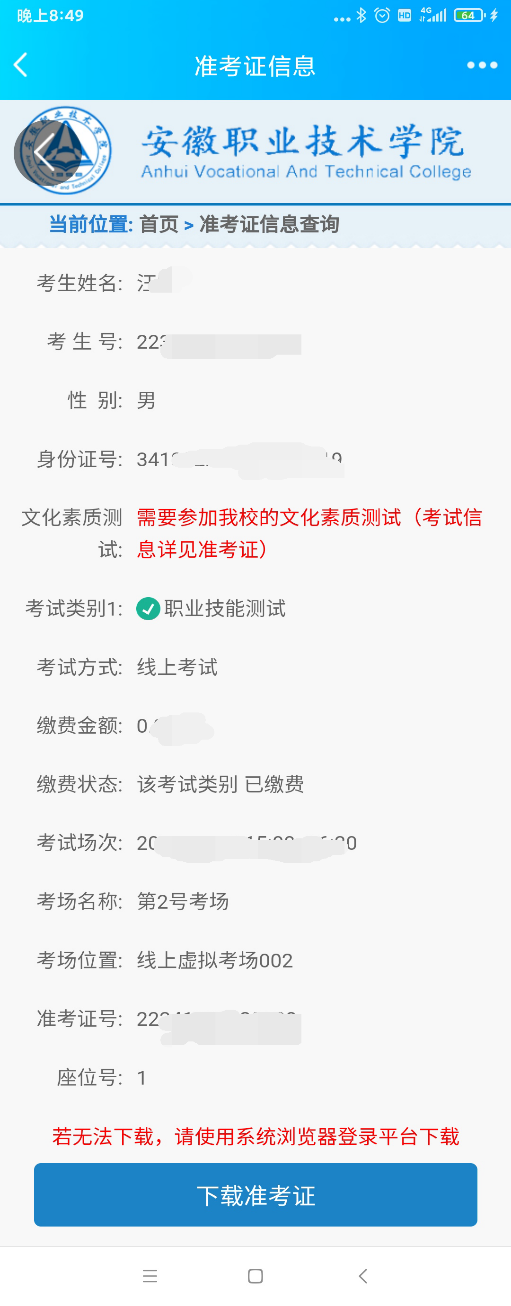 晚上8:49
HD
4G
64
准考证信息
安徽职业技术学院
Anhui Vocational And Technical College
当前位置: 首页 > 准考证信息查询
考生姓名: 汪
考 生 号: 223
性 别: 男
身份证号: 341 19
文化素质测试: 需要参加我校的文化素质测试（考试信
息详见准考证）
考试类别1: 职业技能测试
考试方式: 线上考试
缴费金额: 0
缴费状态: 该考试类别 已缴费
考试场次: 20
考场名称: 第2号考场
考场位置: 线上虚拟考场002
准考证号: 22
座位号: 1
若无法下载，请使用系统浏览器登录平台下载
下载准考证